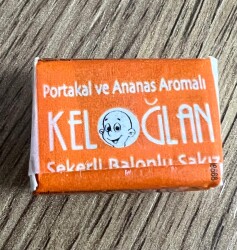 Portakal ve Ananas Aromalı
KELOĞLAN
Şekerli Balonlu Sakız